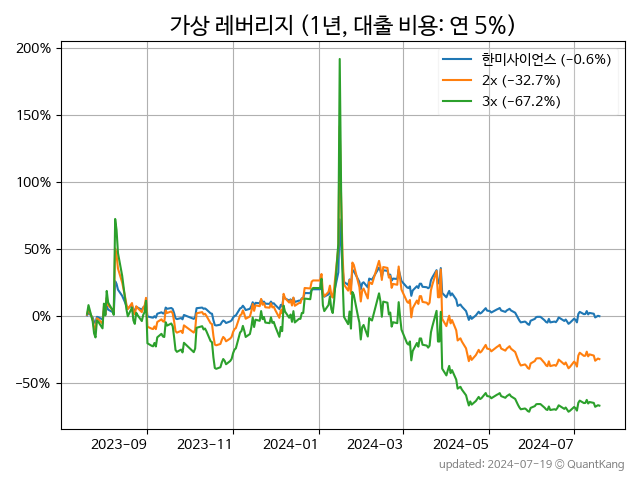 가상 레버리지 (1년, 대출 비용: 연 5%)
200%
150%
100%
50%
0%
−50%
한미사이언스 (−0.6%)
2x (−32.7%)
3x (−67.2%)
2023-09
2023-11
2024-01
2024-03
2024-05
2024-07
updated: 2024-07-19 © QuantKang